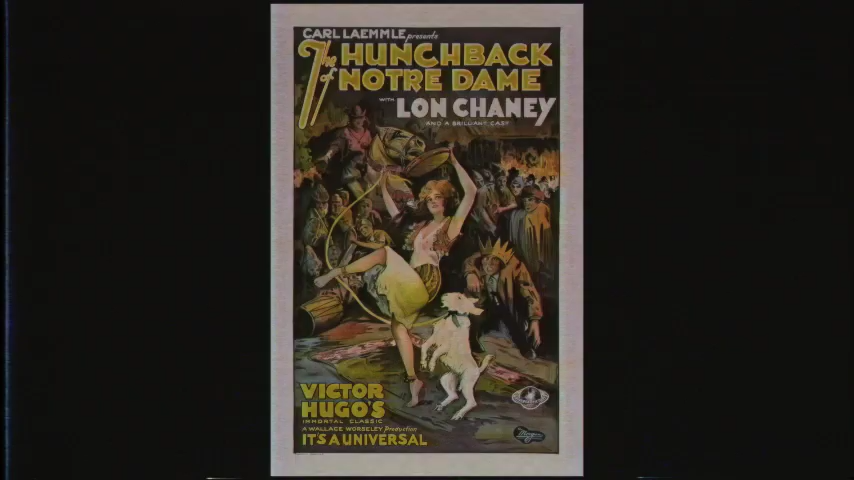 CARL LAEMMLE presents
The HUNCHBACK
of NOTRE DAME
WITH LON CHANEY
AND A BRILLIANT CAST
VICTOR
HUGO'S
IMMORTAL CLASSIC
A WALLACE WORSLEY Production
IT'S A UNIVERSAL